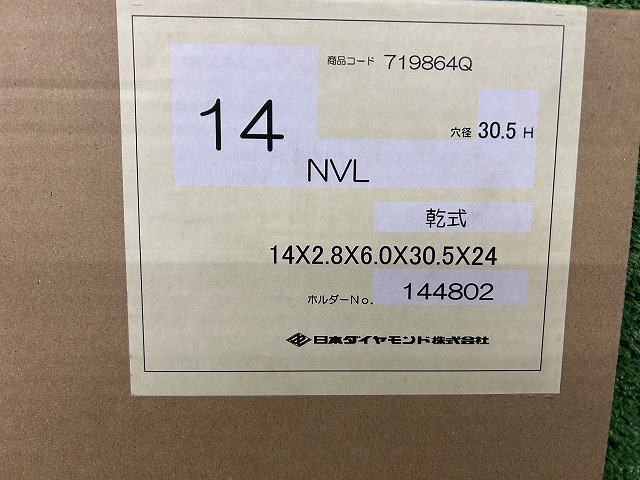 商品コード 719864Q
14
穴径 30.5 H
NVL
乾式
14X2.8X6.0X30.5X24
ホルダーNo. 144802
日本ダイヤモンド株式会社